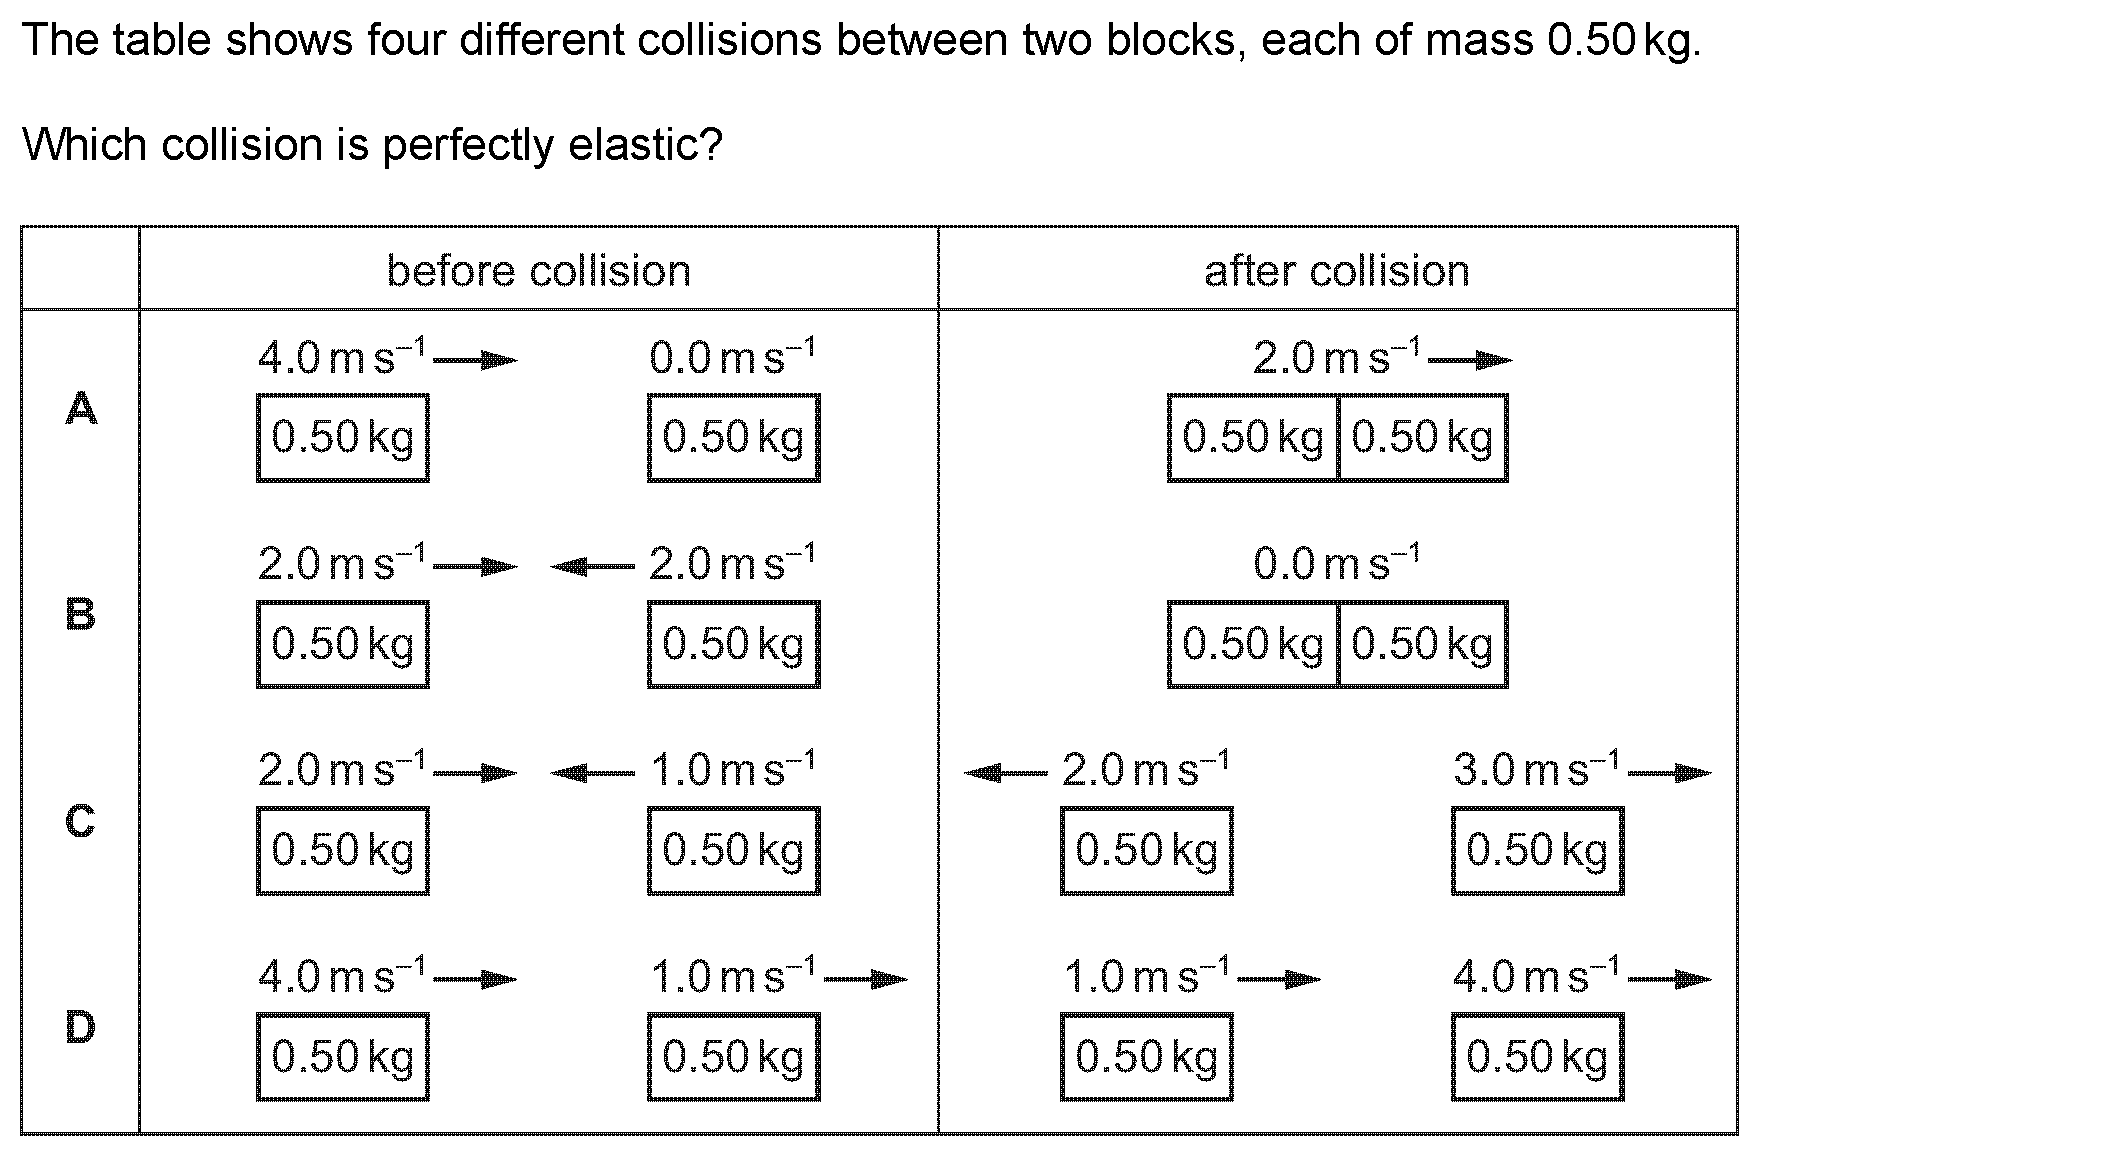 The table shows four different collisions between two blocks, each of mass 0.50 kg.
Which collision is perfectly elastic?
before collision after collision
4.0 m s⁻¹ 0.0 m s⁻¹ 2.0 m s⁻¹
A 0.50 kg 0.50 kg 0.50 kg 0.50 kg
2.0 m s⁻¹ 2.0 m s⁻¹ 0.0 m s⁻¹
B 0.50 kg 0.50 kg 0.50 kg 0.50 kg
2.0 m s⁻¹ 1.0 m s⁻¹ 2.0 m s⁻¹ 3.0 m s⁻¹
C 0.50 kg 0.50 kg 0.50 kg 0.50 kg
4.0 m s⁻¹ 1.0 m s⁻¹ 1.0 m s⁻¹ 4.0 m s⁻¹
D 0.50 kg 0.50 kg 0.50 kg 0.50 kg